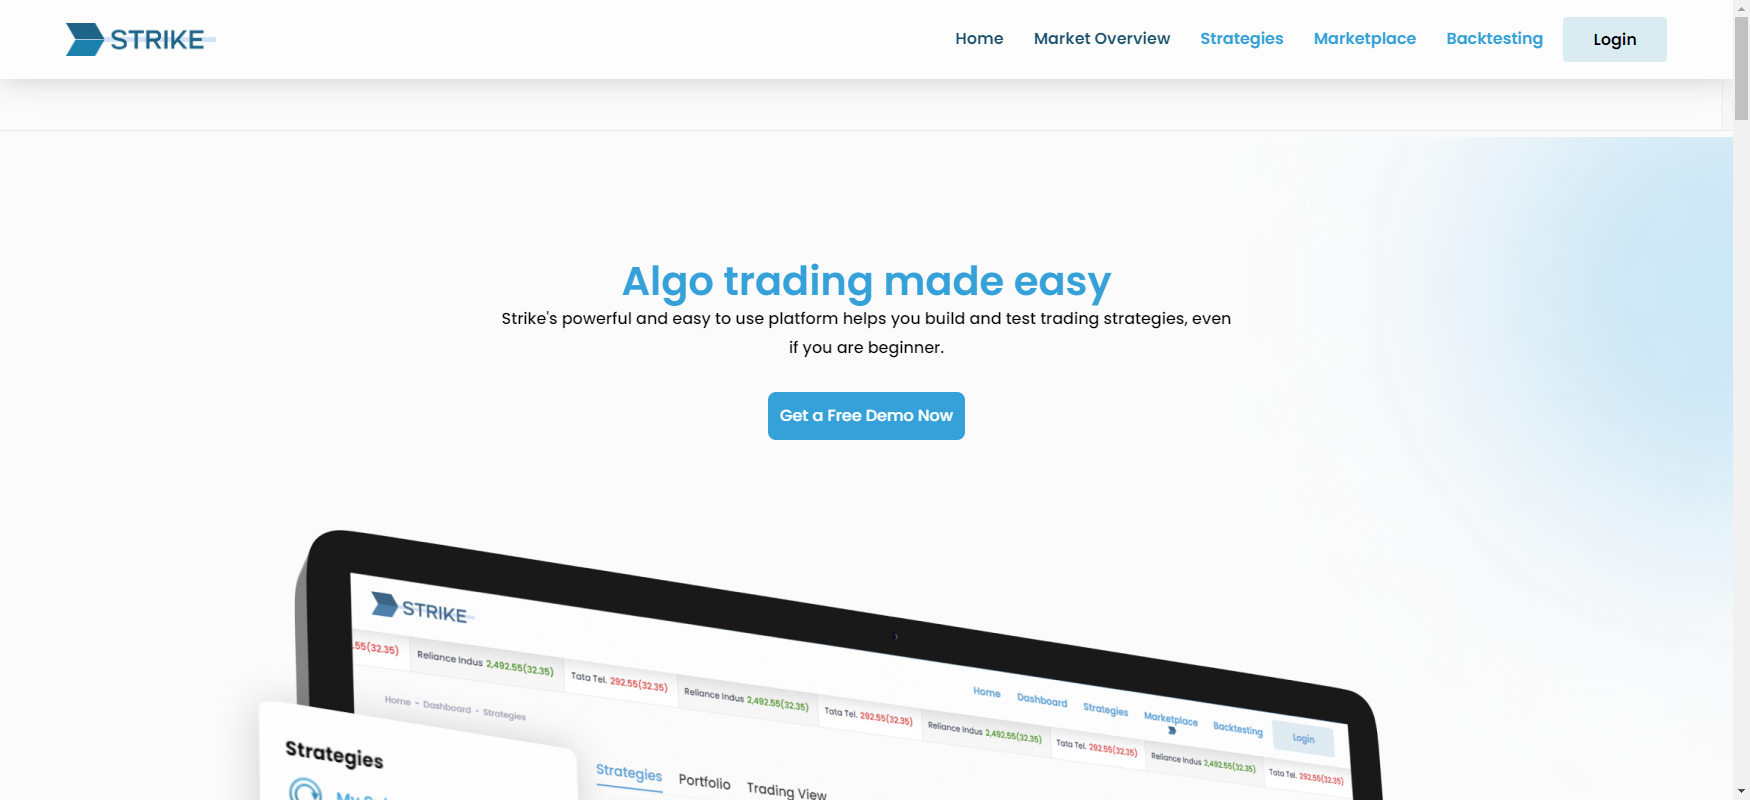 STRIKE
Home Market Overview Strategies Marketplace Backtesting Login
Algo trading made easy
Strike's powerful and easy to use platform helps you build and test trading strategies, even
if you are beginner.
Get a Free Demo Now
STRIKE
Home Dashboard Strategies Marketplace Backtesting Login
.55(32.35) Reliance Indus 2,492.55(32.35) Tata Tel. 292.55(32.35) Reliance Indus 2,492.55(32.35) Tata Tel. 292.55(32.35) Reliance Indus 2,492.55(32.35) Tata Tel. 292.55(32.35) Reliance Indus 2,492.55(32.35) Tata Tel. 292.55(32.35)
Home - Dashboard - Strategies
Strategies
Strategies Portfolio Trading View